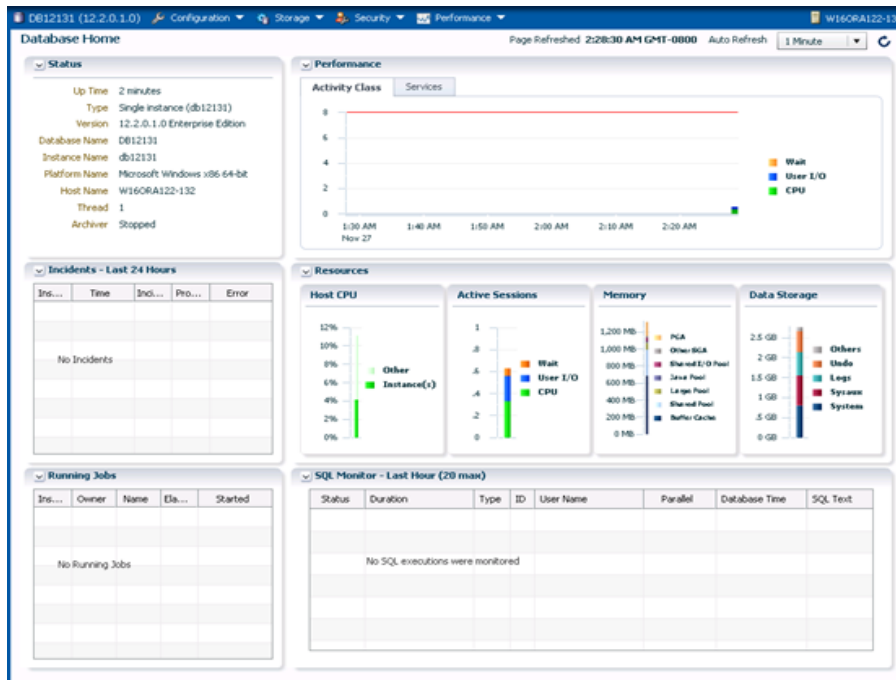 DB12131 (12.2.0.1.0) Configuration Storage Security Performance W16ORA122-13
Database Home
Page Refreshed 2:28:30 AM GMT-0800 Auto Refresh 1 Minute
Status
Up Time 2 minutes
Type Single instance (db12131)
Version 12.2.0.1.0 Enterprise Edition
Database Name DB12131
Instance Name db12131
Platform Name Microsoft Windows x86 64-bit
Host Name W16ORA122-132
Thread 1
Archiver Stopped
Performance
Activity Class Services
8
6
4
2
0
1:30 AM 1:40 AM 1:50 AM 2:00 AM 2:10 AM 2:20 AM
Nov 27
Wait
User I/O
CPU
Incidents - Last 24 Hours
Ins... Time Inci... Pro... Error
No Incidents
Resources
Host CPU
12%
10%
8%
6%
4%
2%
0%
Other
Instance(s)
Active Sessions
1
.8
.6
.4
.2
0
Wait
User I/O
CPU
Memory
1,200 MB
1,000 MB
800 MB
600 MB
400 MB
200 MB
0 MB
PGA
Other SGA
Shared I/O Pool
Java Pool
Large Pool
Shared Pool
Buffer Cache
Data Storage
2.5 GB
2 GB
1.5 GB
1 GB
.5 GB
0 GB
Others
Undo
Logs
Sysaux
System
Running Jobs
Ins... Owner Name Ela... Started
No Running Jobs
SQL Monitor - Last Hour (20 max)
Status Duration Type ID User Name Parallel Database Time SQL Text
No SQL executions were monitored